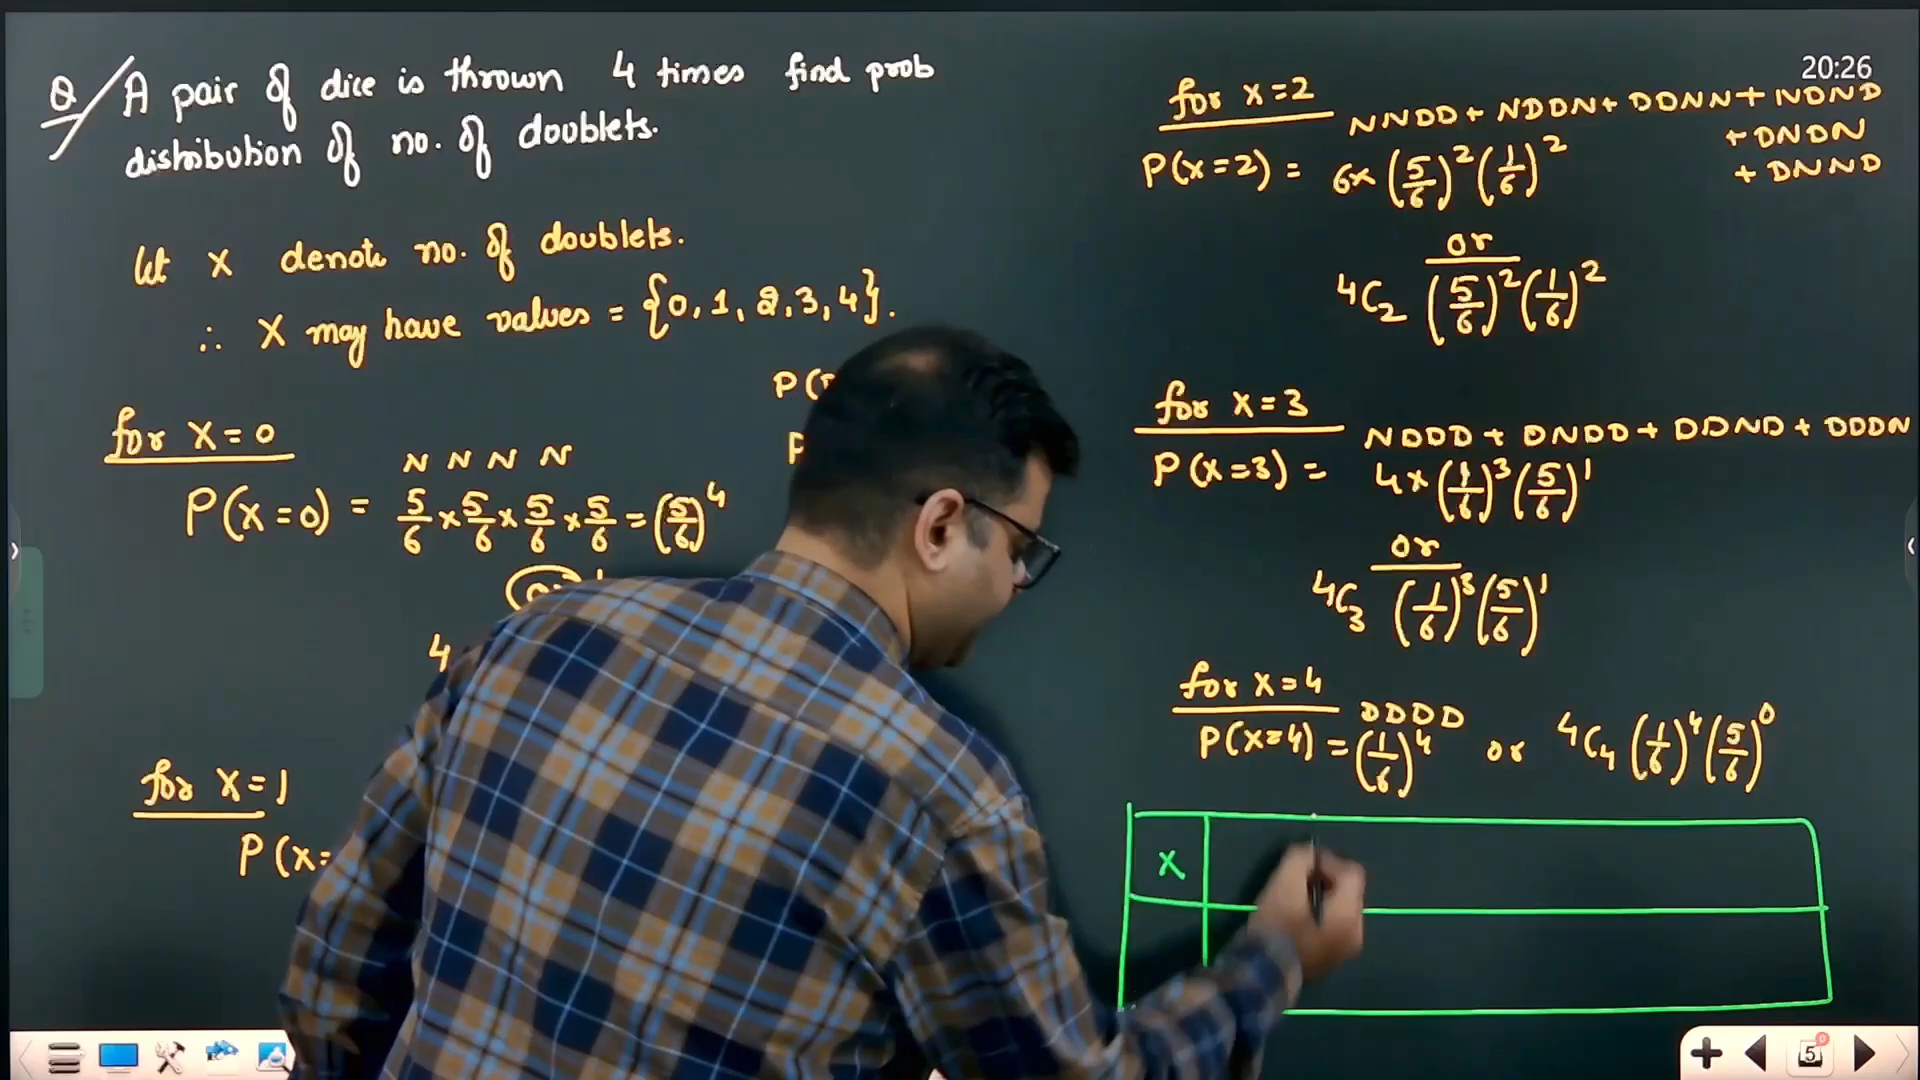 Q/ A pair of dice is thrown 4 times find prob
distribution of no. of doublets.
let x denote no. of doublets.
∴ X may have values = {0, 1, 2, 3, 4}.
P(
P
for X=0
N N N N
P(X=0) = 5/6 × 5/6 × 5/6 × 5/6 = (5/6)^4
4
for X=1
P(X=
20:26
for X=2
NNDD + NDDN + DDNN + NDND
+ DNDN
+ DNND
P(X=2) = 6× (5/6)^2 (1/6)^2
or
4C2 (5/6)^2 (1/6)^2
for X=3
NDDD + DNDD + DDND + DDDN
P(X=3) = 4× (1/6)^3 (5/6)^1
or
4C3 (1/6)^3 (5/6)^1
for X=4
DDDD
P(X=4) = (1/6)^4 or 4C4 (1/6)^4 (5/6)^0
X
5
0